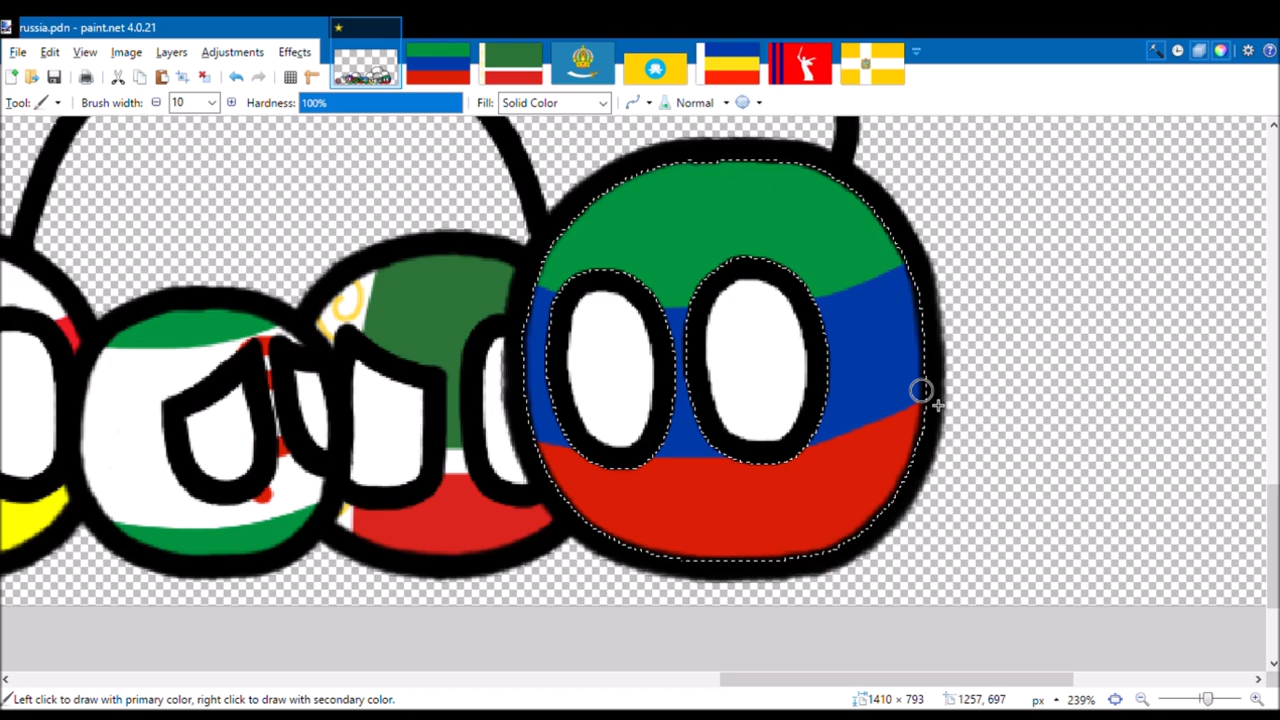 russia.pdn - paint.net 4.0.21
File Edit View Image Layers Adjustments Effects
Tool: Brush width: 10 Hardness: 100% Fill: Solid Color Normal
Left click to draw with primary color, right click to draw with secondary color. 1410 × 793 1257, 697 px 239%